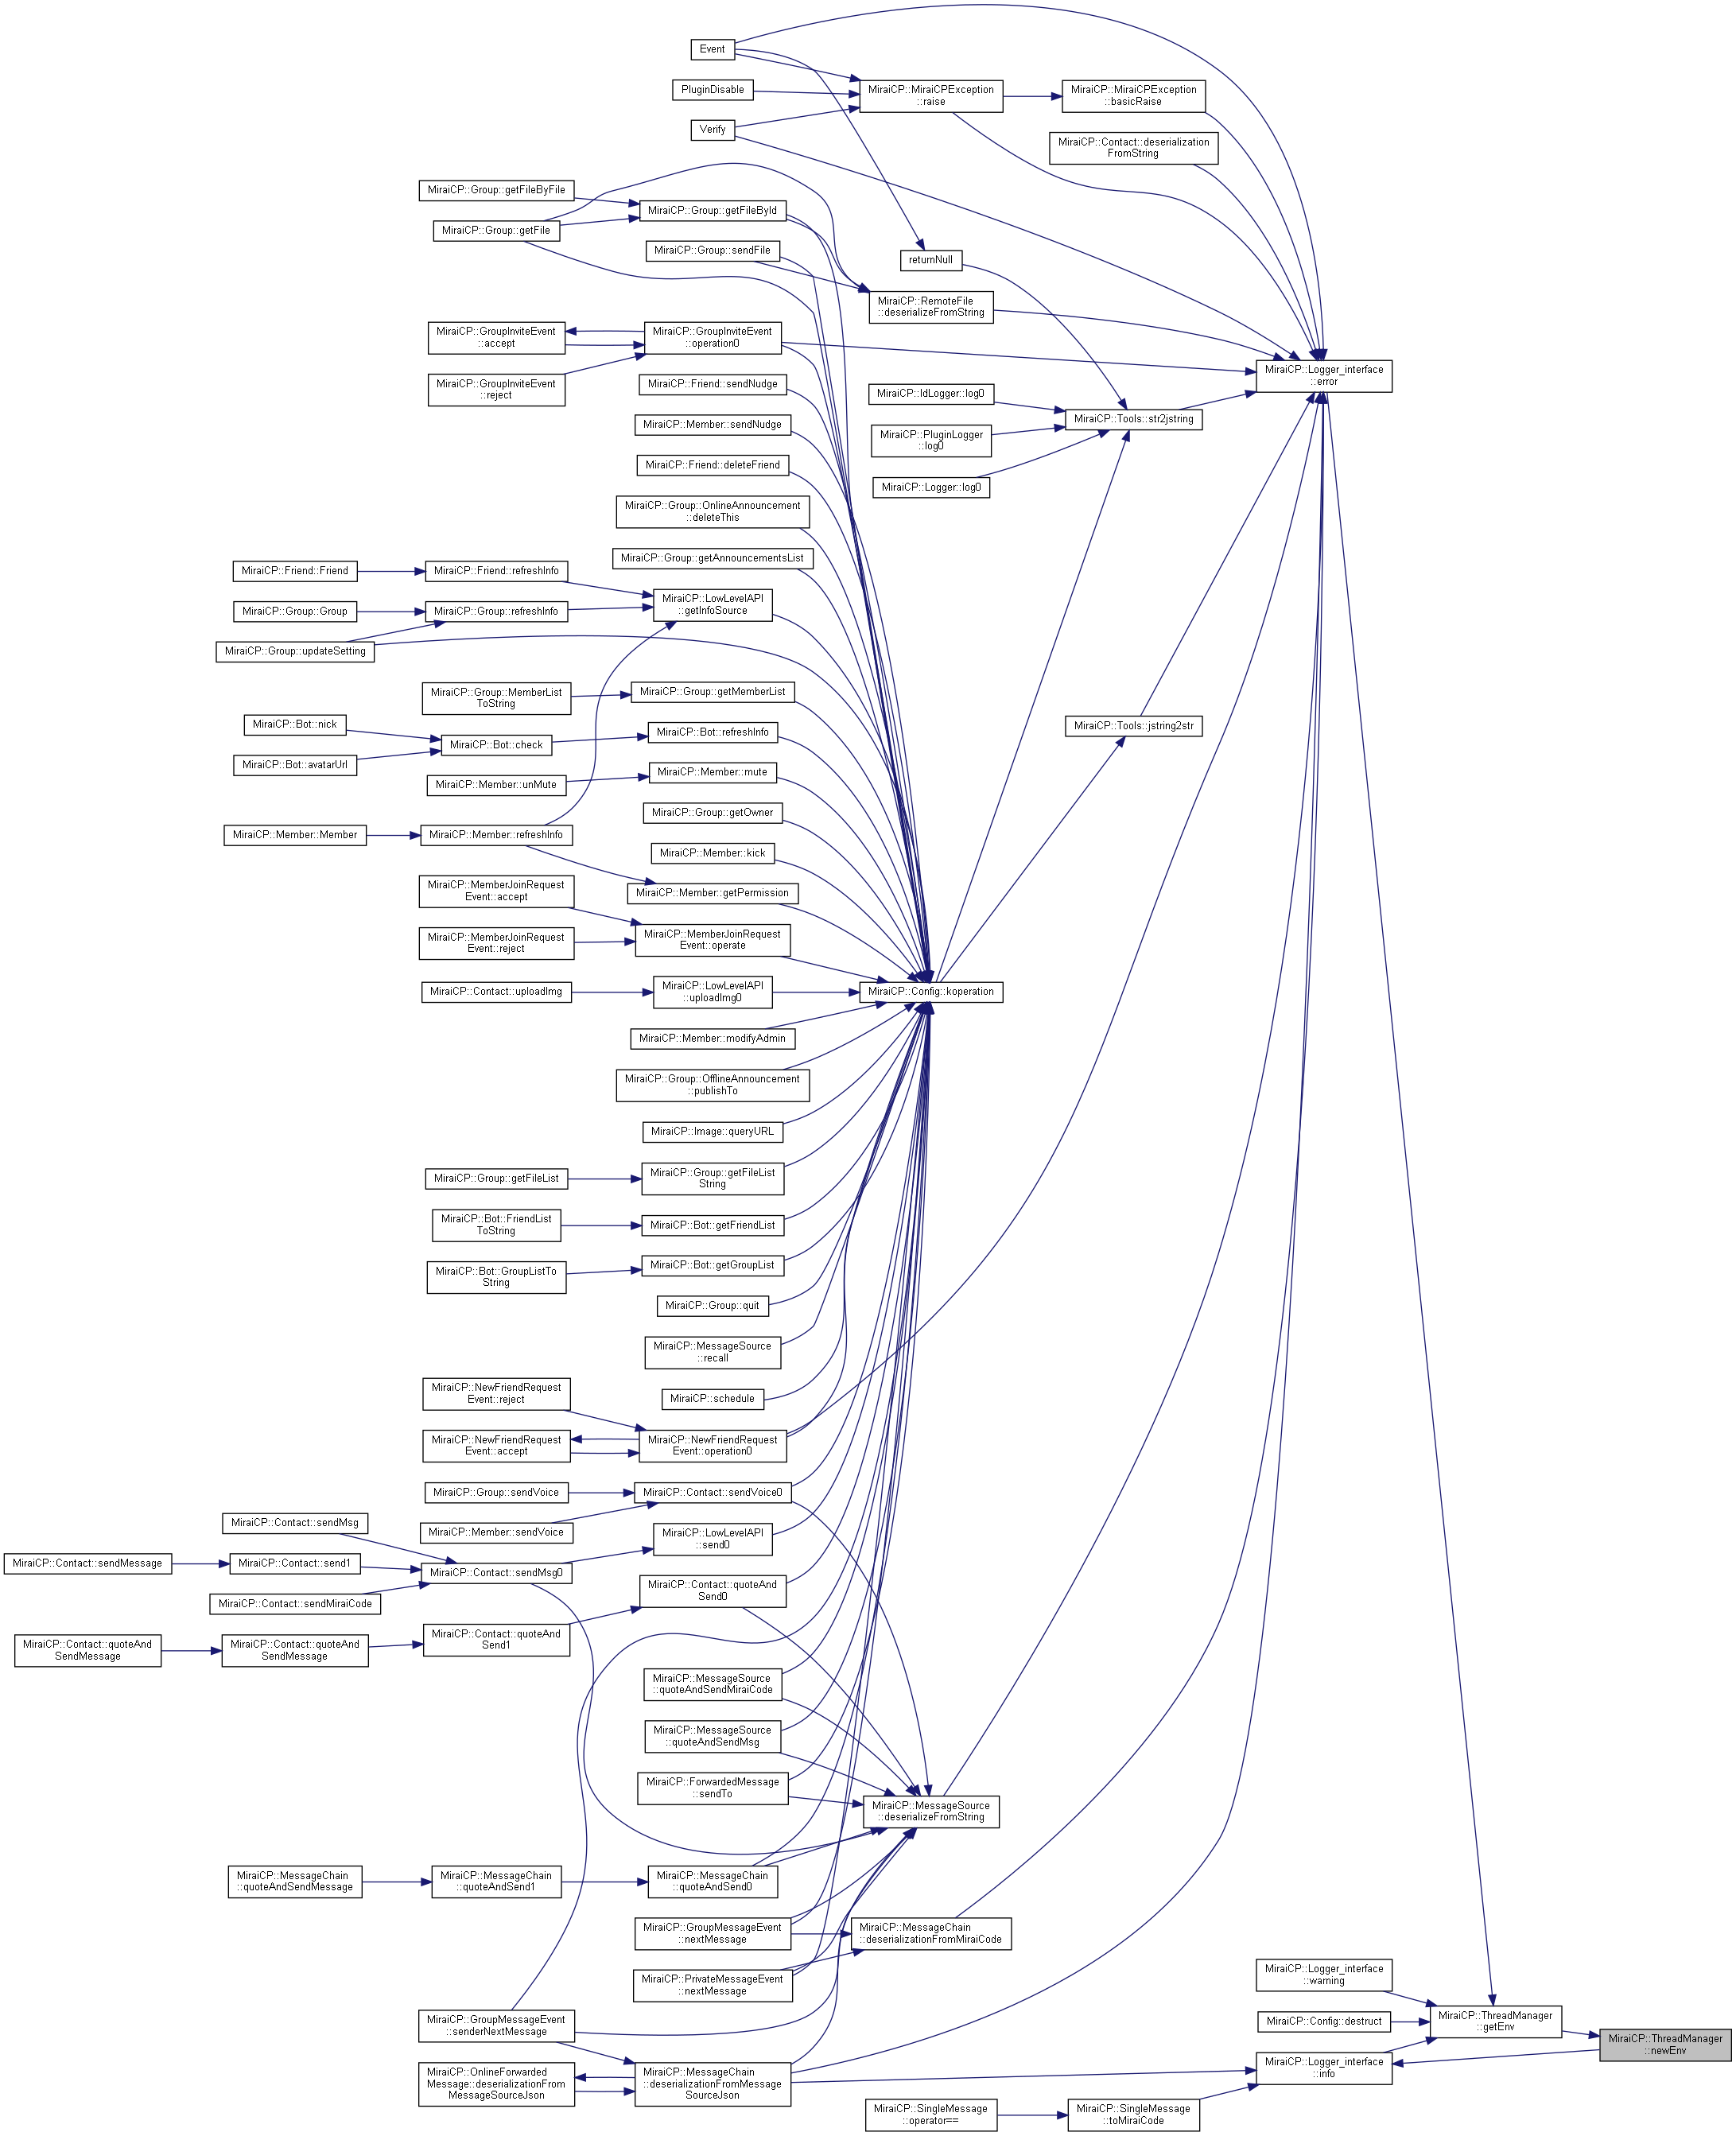 Event
PluginDisable
Verify
MiraiCP::MiraiCPException
::raise
MiraiCP::MiraiCPException
::basicRaise
MiraiCP::Contact::deserialization
FromString
MiraiCP::Group::getFileByFile
MiraiCP::Group::getFile
MiraiCP::Group::getFileById
MiraiCP::Group::sendFile
returnNull
MiraiCP::RemoteFile
::deserializeFromString
MiraiCP::GroupInviteEvent
::accept
MiraiCP::GroupInviteEvent
::operation0
MiraiCP::GroupInviteEvent
::reject
MiraiCP::Logger_interface
::error
MiraiCP::Friend::sendNudge
MiraiCP::IdLogger::log0
MiraiCP::Member::sendNudge
MiraiCP::PluginLogger
::log0
MiraiCP::Tools::str2jstring
MiraiCP::Friend::deleteFriend
MiraiCP::Logger::log0
MiraiCP::Group::OnlineAnnouncement
::deleteThis
MiraiCP::Group::getAnnouncementsList
MiraiCP::Friend::Friend
MiraiCP::Friend::refreshInfo
MiraiCP::Group::Group
MiraiCP::Group::refreshInfo
MiraiCP::LowLevelAPI
::getInfoSource
MiraiCP::Group::updateSetting
MiraiCP::Group::MemberList
ToString
MiraiCP::Group::getMemberList
MiraiCP::Bot::nick
MiraiCP::Bot::check
MiraiCP::Bot::refreshInfo
MiraiCP::Tools::jstring2str
MiraiCP::Bot::avatarUrl
MiraiCP::Member::unMute
MiraiCP::Member::mute
MiraiCP::Group::getOwner
MiraiCP::Member::Member
MiraiCP::Member::refreshInfo
MiraiCP::Member::kick
MiraiCP::MemberJoinRequest
Event::accept
MiraiCP::Member::getPermission
MiraiCP::MemberJoinRequest
Event::reject
MiraiCP::MemberJoinRequest
Event::operate
MiraiCP::Contact::uploadImg
MiraiCP::LowLevelAPI
::uploadImg0
MiraiCP::Config::koperation
MiraiCP::Member::modifyAdmin
MiraiCP::Group::OfflineAnnouncement
::publishTo
MiraiCP::Image::queryURL
MiraiCP::Group::getFileList
MiraiCP::Group::getFileList
String
MiraiCP::Bot::FriendList
ToString
MiraiCP::Bot::getFriendList
MiraiCP::Bot::GroupListTo
String
MiraiCP::Bot::getGroupList
MiraiCP::Group::quit
MiraiCP::MessageSource
::recall
MiraiCP::schedule
MiraiCP::NewFriendRequest
Event::reject
MiraiCP::NewFriendRequest
Event::accept
MiraiCP::NewFriendRequest
Event::operation0
MiraiCP::Group::sendVoice
MiraiCP::Contact::sendVoice0
MiraiCP::Member::sendVoice
MiraiCP::Contact::sendMsg
MiraiCP::LowLevelAPI
::send0
MiraiCP::Contact::sendMessage
MiraiCP::Contact::send1
MiraiCP::Contact::sendMsg0
MiraiCP::Contact::sendMiraiCode
MiraiCP::Contact::quoteAnd
Send0
MiraiCP::Contact::quoteAnd
SendMessage
MiraiCP::Contact::quoteAnd
SendMessage
MiraiCP::Contact::quoteAnd
Send1
MiraiCP::MessageSource
::quoteAndSendMiraiCode
MiraiCP::MessageSource
::quoteAndSendMsg
MiraiCP::ForwardedMessage
::sendTo
MiraiCP::MessageSource
::deserializeFromString
MiraiCP::MessageChain
::quoteAndSendMessage
MiraiCP::MessageChain
::quoteAndSend1
MiraiCP::MessageChain
::quoteAndSend0
MiraiCP::GroupMessageEvent
::nextMessage
MiraiCP::MessageChain
::deserializationFromMiraiCode
MiraiCP::PrivateMessageEvent
::nextMessage
MiraiCP::Logger_interface
::warning
MiraiCP::GroupMessageEvent
::senderNextMessage
MiraiCP::Config::destruct
MiraiCP::ThreadManager
::getEnv
MiraiCP::ThreadManager
::newEnv
MiraiCP::OnlineForwarded
Message::deserializationFrom
MessageSourceJson
MiraiCP::MessageChain
::deserializationFromMessage
SourceJson
MiraiCP::Logger_interface
::info
MiraiCP::SingleMessage
::operator==
MiraiCP::SingleMessage
::toMiraiCode